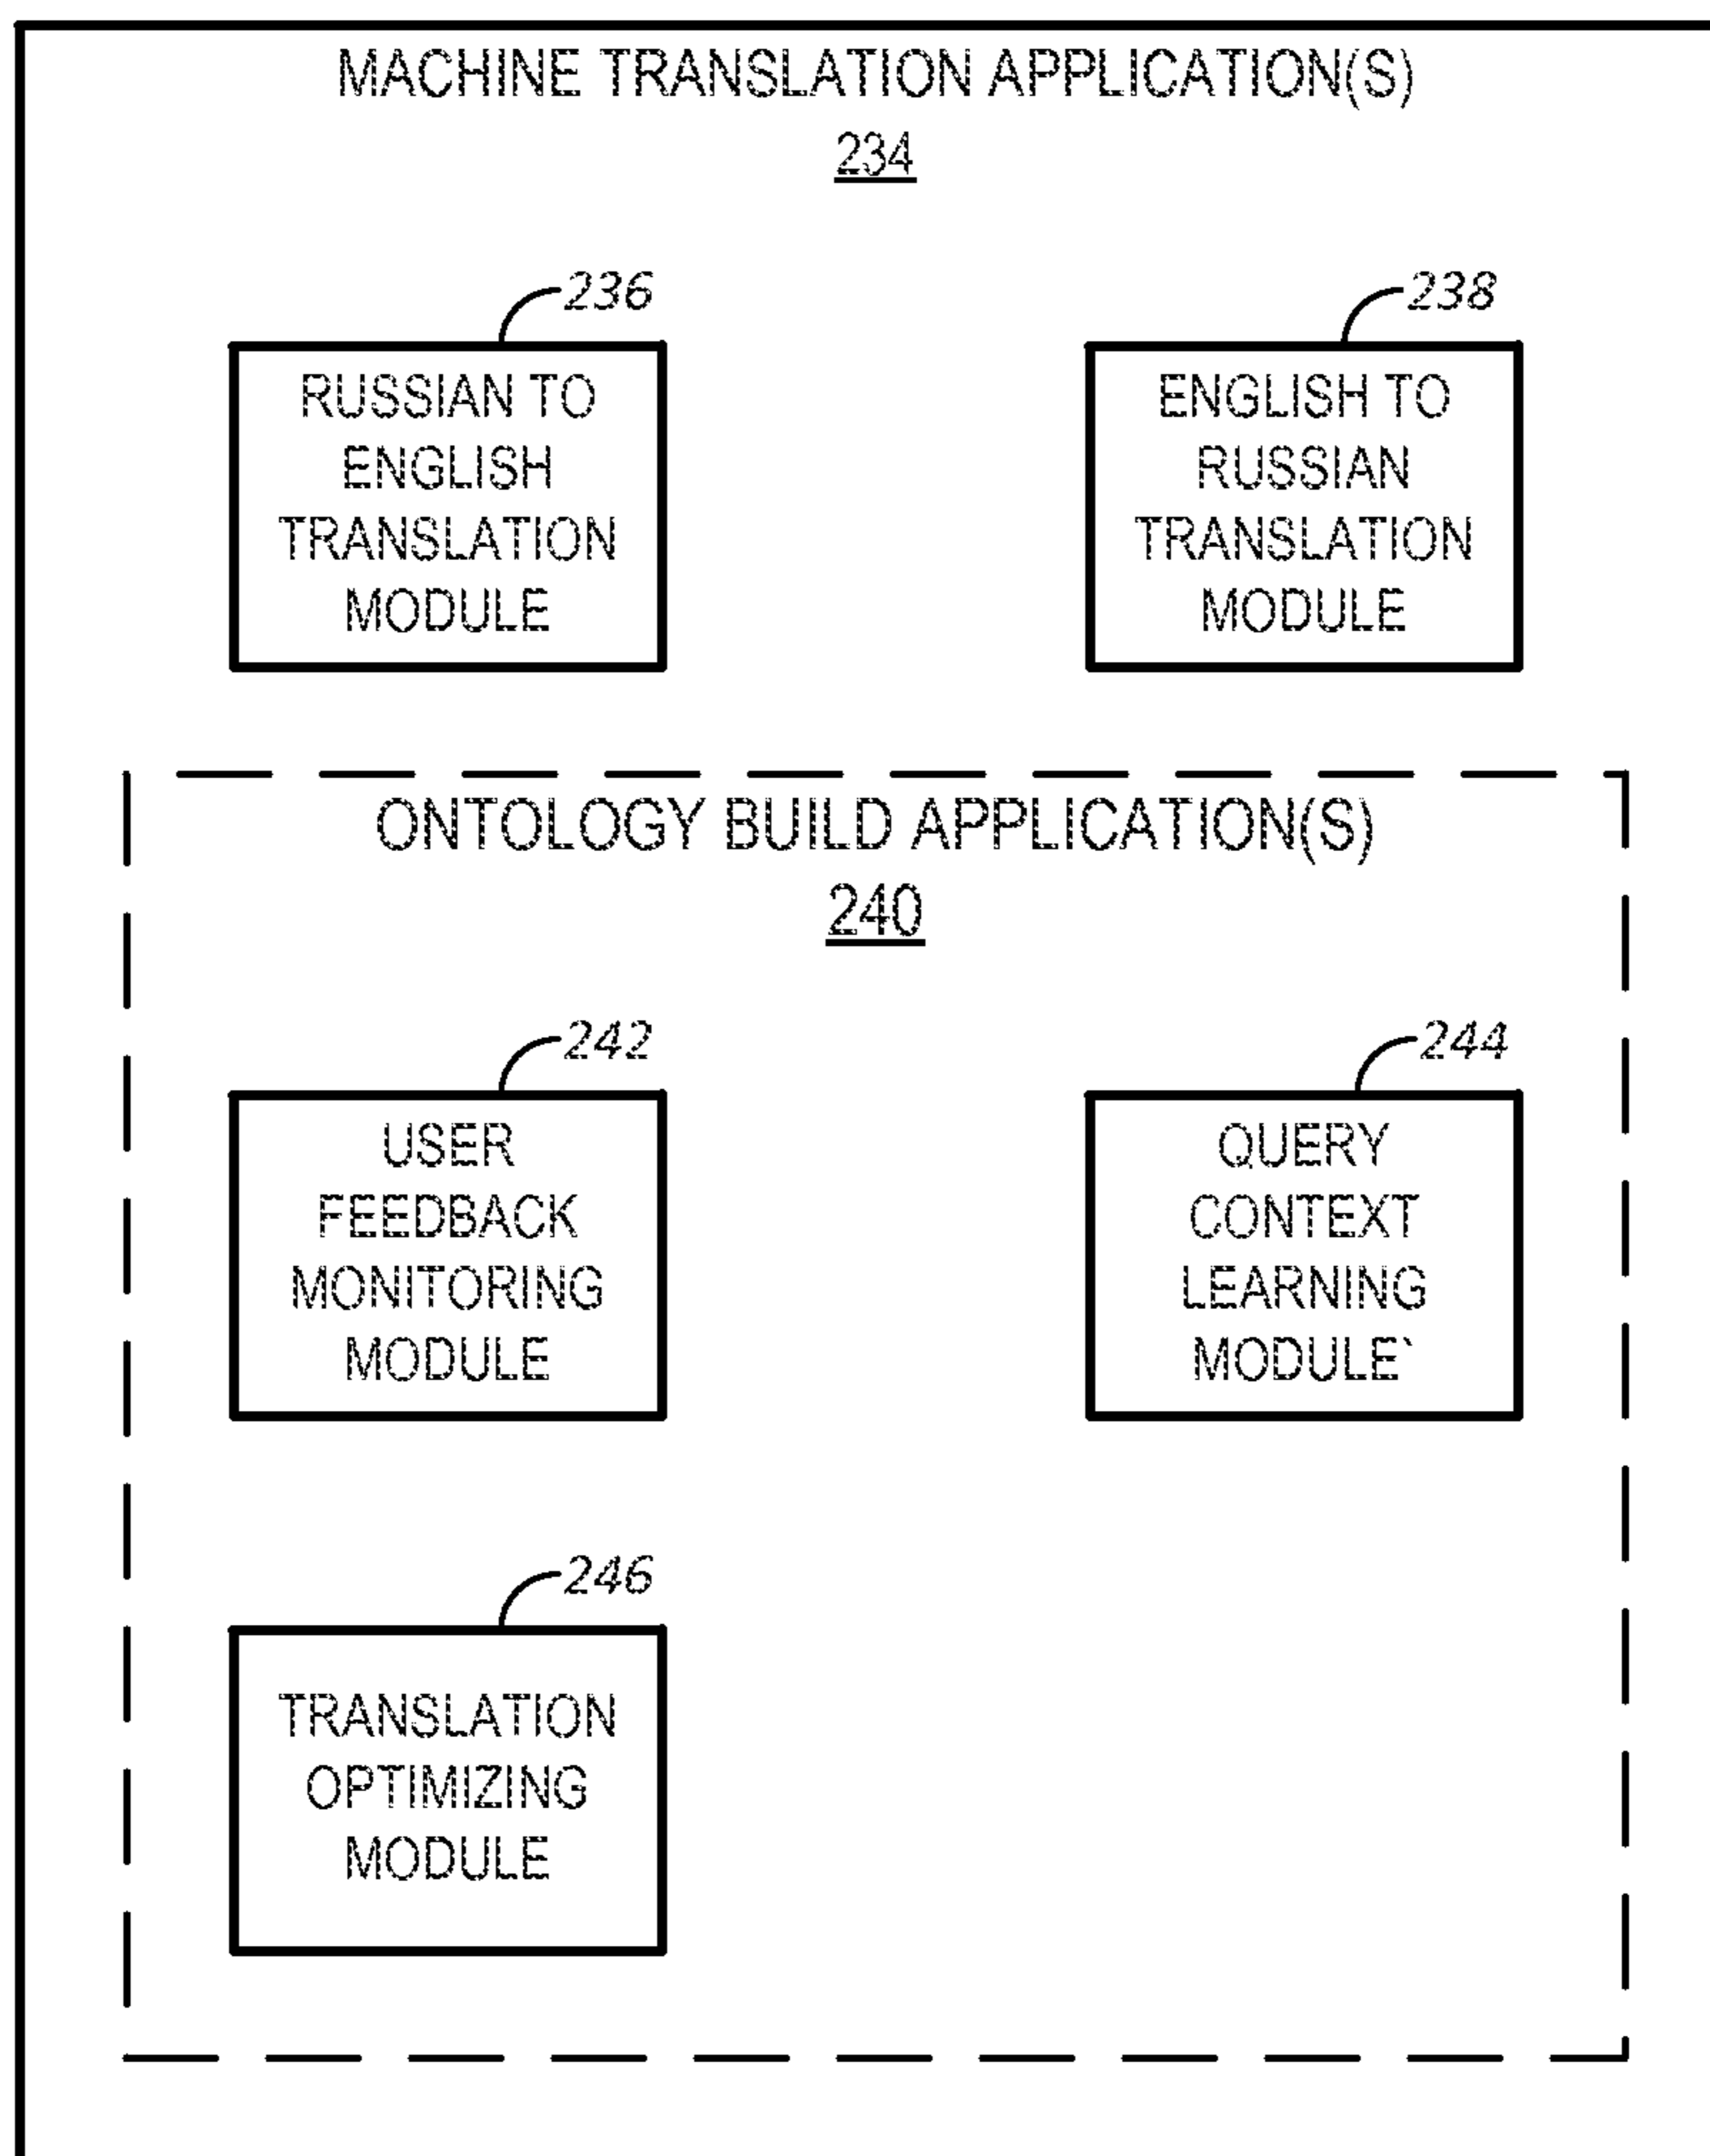 MACHINE TRANSLATION APPLICATION(S)
234
236
RUSSIAN TO
ENGLISH
TRANSLATION
MODULE
238
ENGLISH TO
RUSSIAN
TRANSLATION
MODULE
ONTOLOGY BUILD APPLICATION(S)
240
242
USER
FEEDBACK
MONITORING
MODULE
244
QUERY
CONTEXT
LEARNING
MODULE`
246
TRANSLATION
OPTIMIZING
MODULE